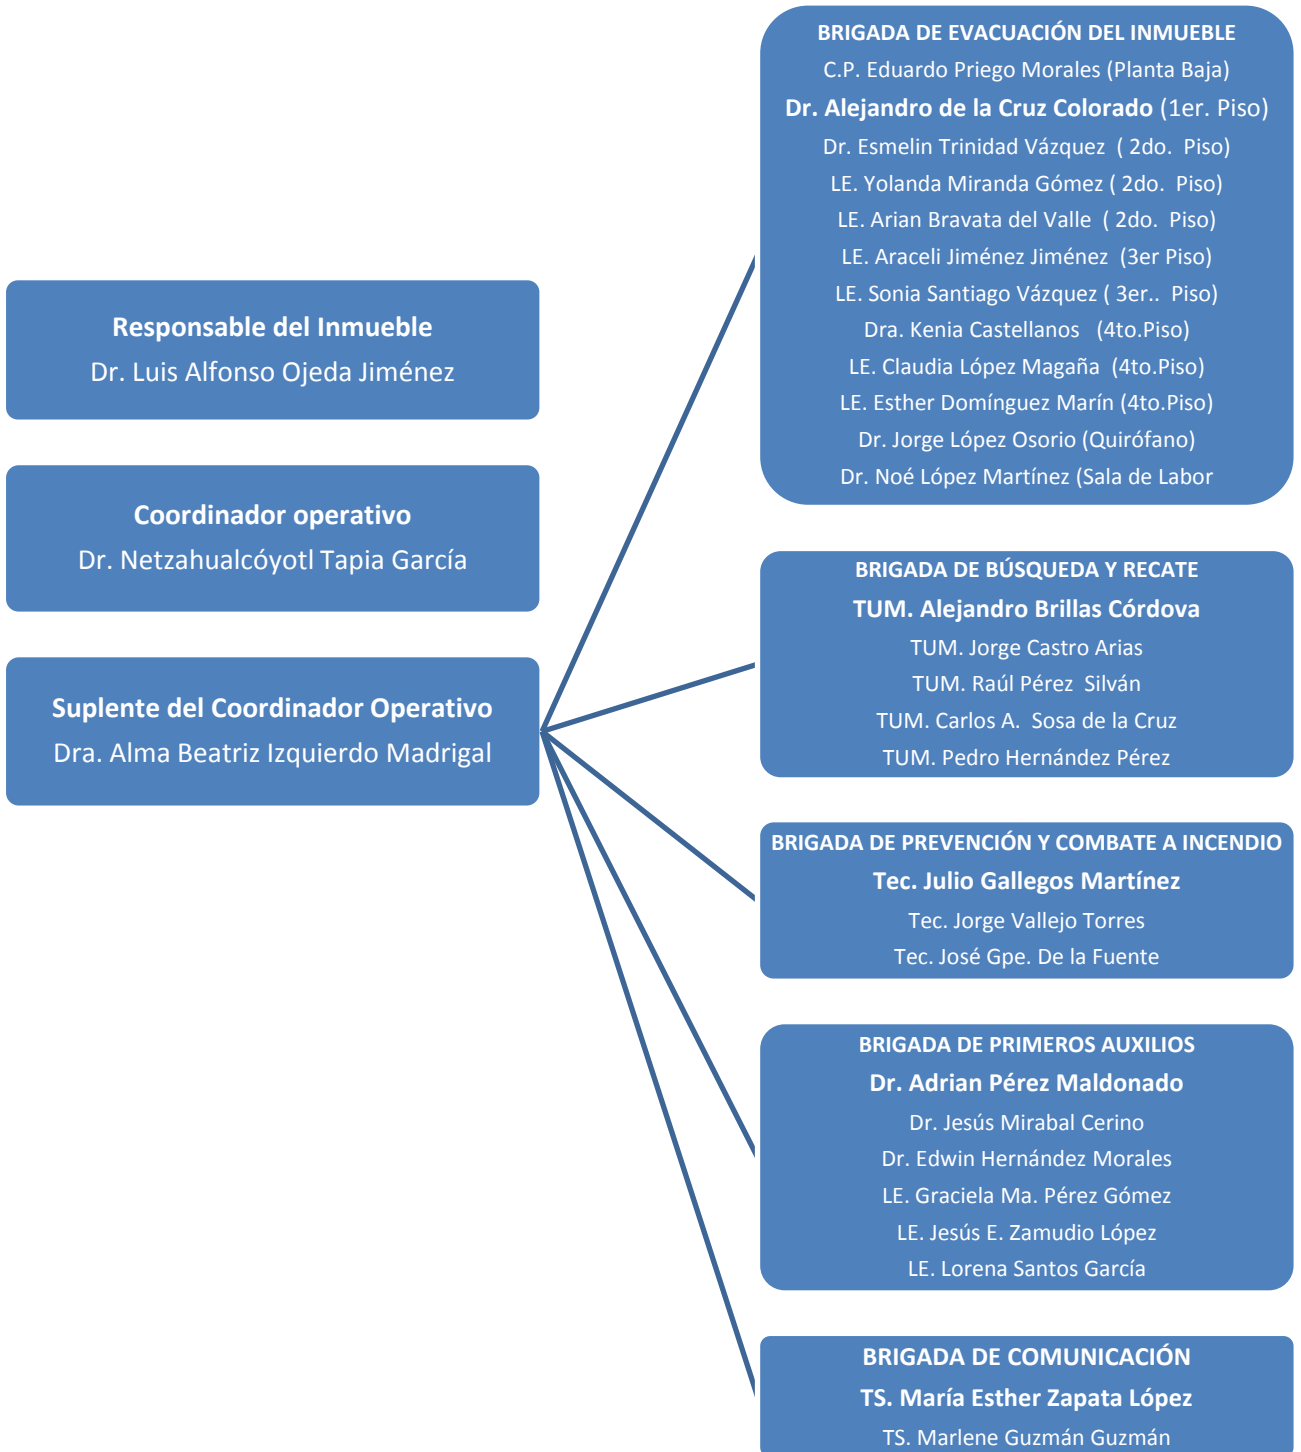 Responsable del Inmueble
Dr. Luis Alfonso Ojeda Jiménez
Coordinador operativo
Dr. Netzahualcóyotl Tapia García
Suplente del Coordinador Operativo
Dra. Alma Beatriz Izquierdo Madrigal
BRIGADA DE EVACUACIÓN DEL INMUEBLE
C.P. Eduardo Priego Morales (Planta Baja)
Dr. Alejandro de la Cruz Colorado (1er. Piso)
Dr. Esmelin Trinidad Vázquez  ( 2do.  Piso)
LE. Yolanda Miranda Gómez ( 2do.  Piso)
LE. Arian Bravata del Valle  ( 2do.  Piso)
LE. Araceli Jiménez Jiménez  (3er Piso)
LE. Sonia Santiago Vázquez ( 3er..  Piso)
Dra. Kenia Castellanos   (4to.Piso)
LE. Claudia López Magaña  (4to.Piso)
LE. Esther Domínguez Marín (4to.Piso)
Dr. Jorge López Osorio (Quirófano)
Dr. Noé López Martínez (Sala de Labor
BRIGADA DE BÚSQUEDA Y RECATE
TUM. Alejandro Brillas Córdova
TUM. Jorge Castro Arias
TUM. Raúl Pérez  Silván
TUM. Carlos A.  Sosa de la Cruz
TUM. Pedro Hernández Pérez
BRIGADA DE PREVENCIÓN Y COMBATE A INCENDIO
Tec. Julio Gallegos Martínez
Tec. Jorge Vallejo Torres
Tec. José Gpe. De la Fuente
BRIGADA DE PRIMEROS AUXILIOS
Dr. Adrian Pérez Maldonado
Dr. Jesús Mirabal Cerino
Dr. Edwin Hernández Morales
LE. Graciela Ma. Pérez Gómez
LE. Jesús E. Zamudio López
LE. Lorena Santos García
BRIGADA DE COMUNICACIÓN
TS. María Esther Zapata López
TS. Marlene Guzmán Guzmán